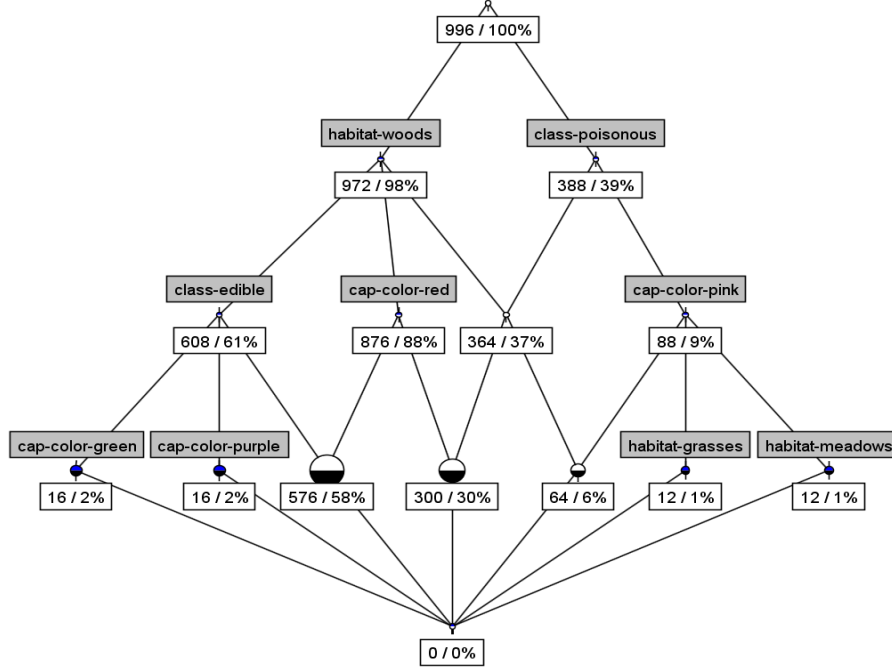 996 / 100%
habitat-woods
class-poisonous
972 / 98%
388 / 39%
class-edible
cap-color-red
cap-color-pink
608 / 61%
876 / 88%
364 / 37%
88 / 9%
cap-color-green
cap-color-purple
habitat-grasses
habitat-meadows
16 / 2%
16 / 2%
576 / 58%
300 / 30%
64 / 6%
12 / 1%
12 / 1%
0 / 0%